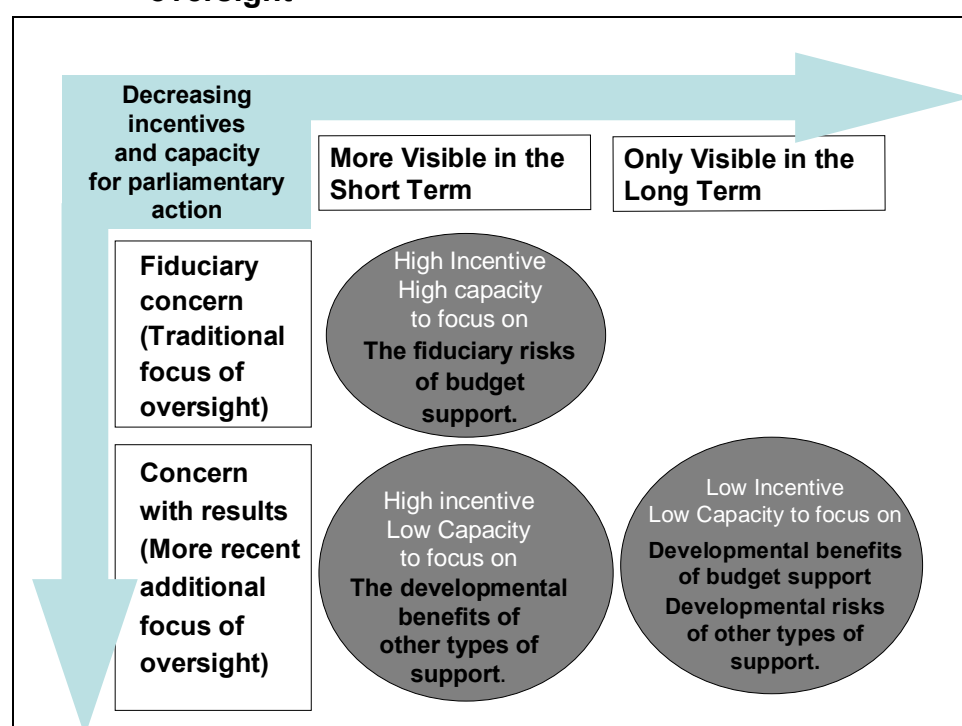 oversight
Decreasing
incentives
and capacity
for parliamentary
action
More Visible in the
Short Term
Only Visible in the
Long Term
Fiduciary
concern
(Traditional
focus of
oversight)
High Incentive
High capacity
to focus on
The fiduciary risks
of budget
support.
Concern
with results
(More recent
additional
focus of
oversight)
High incentive
Low Capacity
to focus on
The developmental
benefits of
other types of
support.
Low Incentive
Low Capacity to focus on
Developmental benefits
of budget support
Developmental risks
of other types of
support.